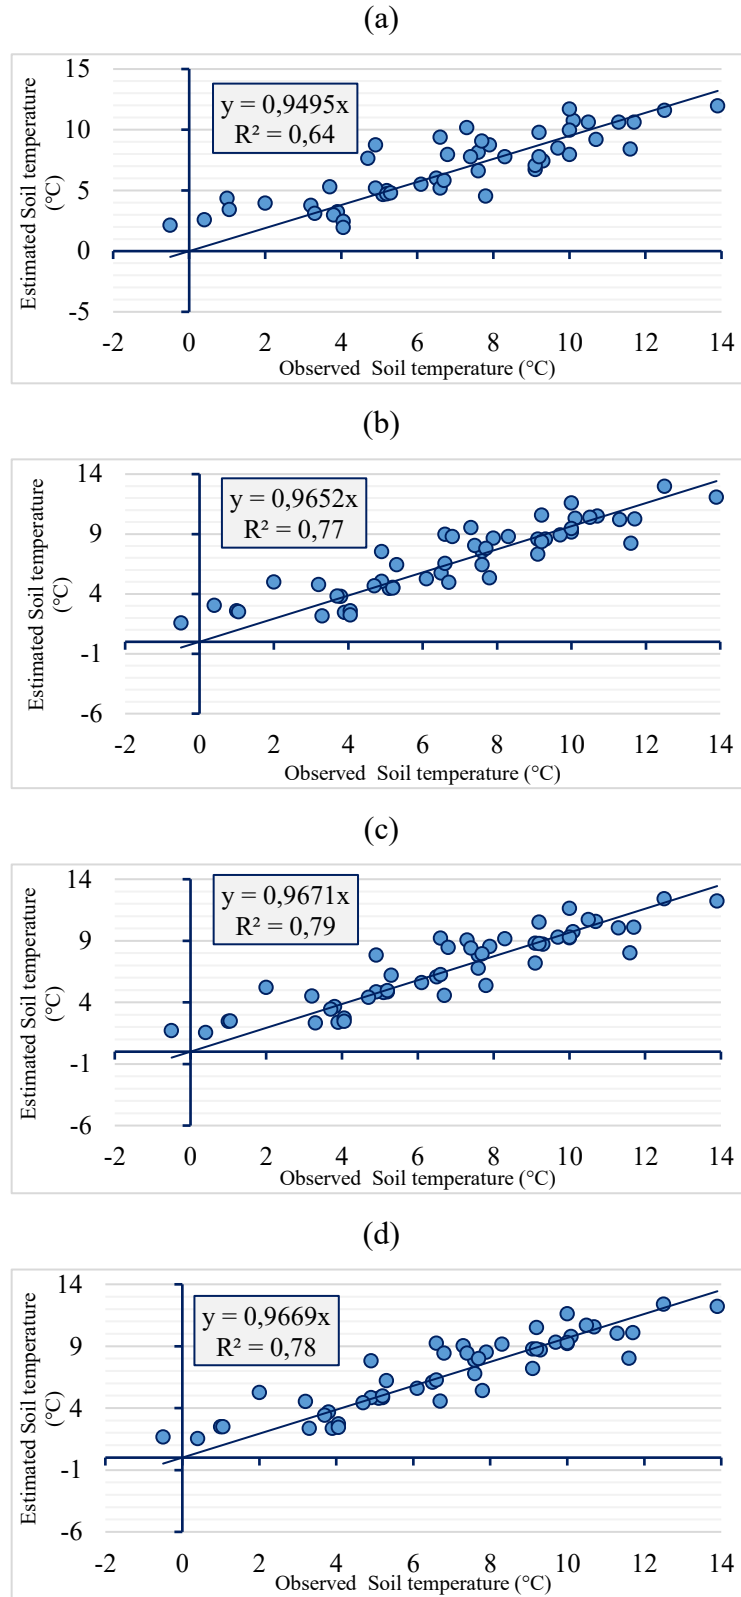 (a)
15
10
5
0
-5
Estimated Soil temperature
(°C)
y = 0,9495x
R² = 0,64
-2 0 2 4 6 8 10 12 14
Observed Soil temperature (°C)
(b)
14
9
4
-1
-6
Estimated Soil temperature
(°C)
y = 0,9652x
R² = 0,77
-2 0 2 4 6 8 10 12 14
Observed Soil temperature (°C)
(c)
14
9
4
-1
-6
Estimated Soil temperature
(°C)
y = 0,9671x
R² = 0,79
-2 0 2 4 6 8 10 12 14
Observed Soil temperature (°C)
(d)
14
9
4
-1
-6
Estimated Soil temperature
(°C)
y = 0,9669x
R² = 0,78
-2 0 2 4 6 8 10 12 14
Observed Soil temperature (°C)